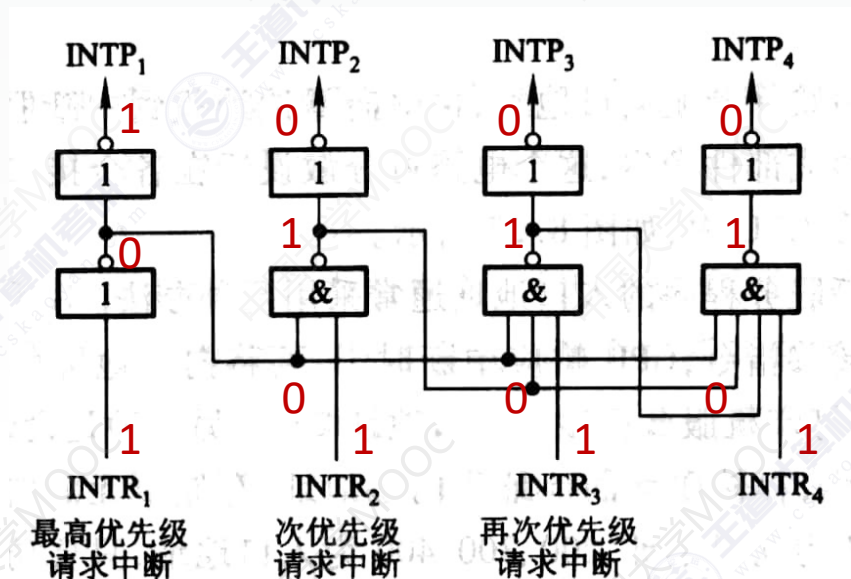 INTP₁ INTP₂ INTP₃ INTP₄
1 0 0 0
1 1 1 1
0 1 1 1
1 & & &
0 0 0
1 1 1 1
INTR₁ INTR₂ INTR₃ INTR₄
最高优先级 次优先级 再次优先级
请求中断 请求中断 请求中断